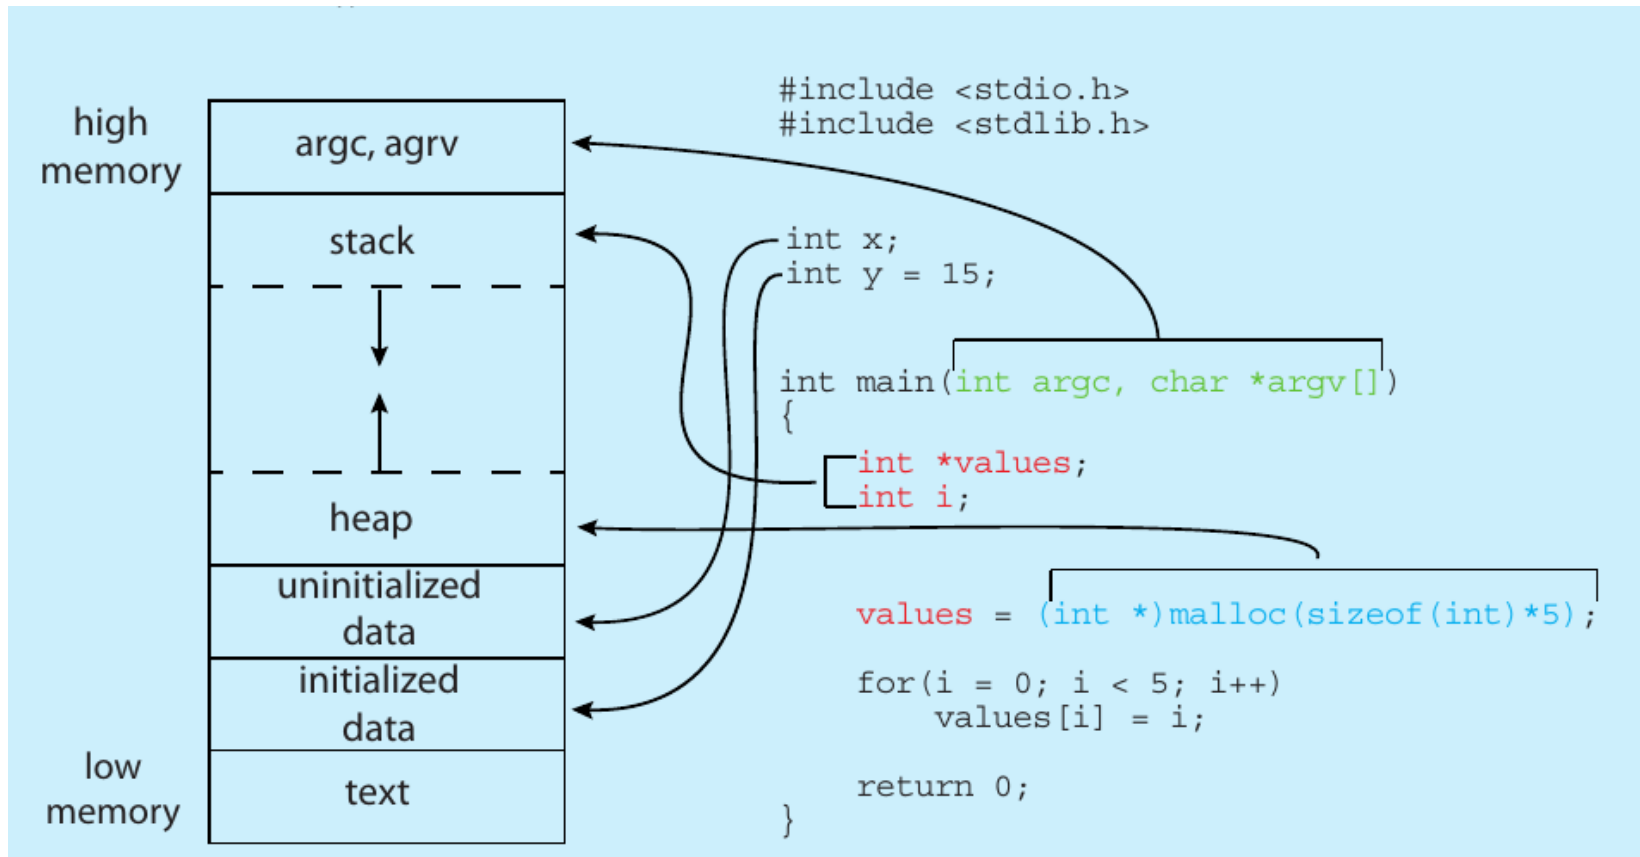 high
memory
argc, agrv
stack
heap
uninitialized
data
initialized
data
low
memory
text
#include <stdio.h>
#include <stdlib.h>
int x;
int y = 15;
int main(int argc, char *argv[])
{
int *values;
int i;
values = (int *)malloc(sizeof(int)*5);
for(i = 0; i < 5; i++)
values[i] = i;
return 0;
}